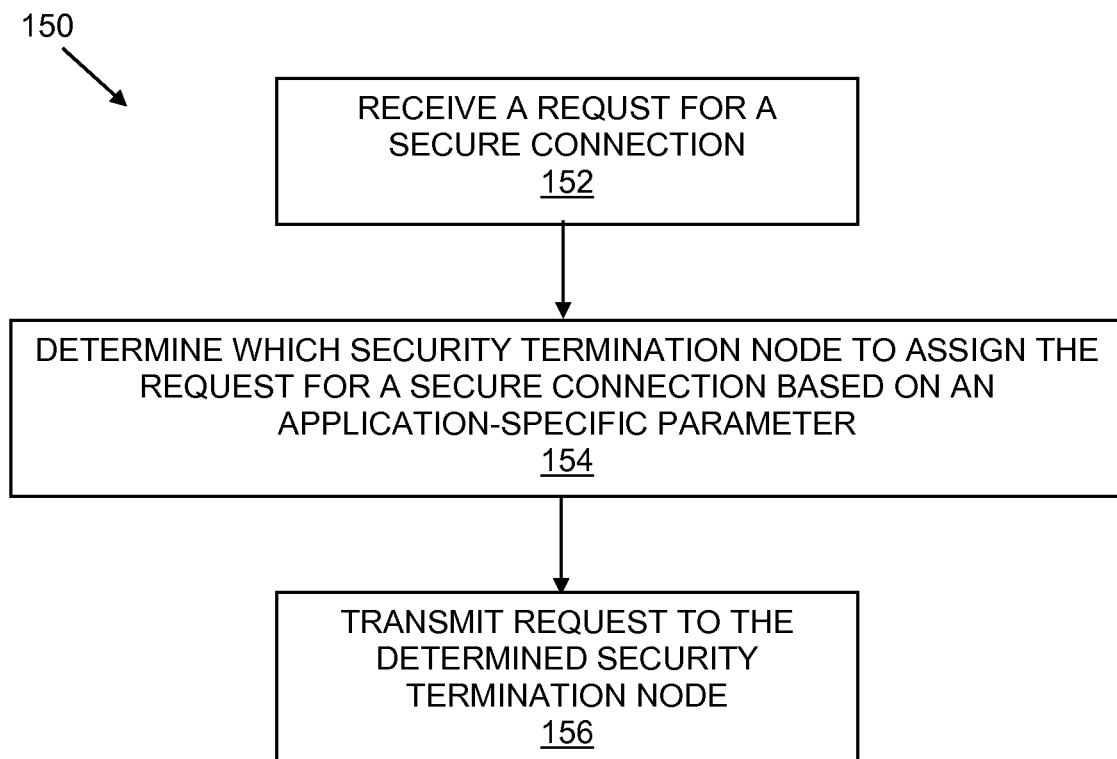 150
RECEIVE A REQUST FOR A
SECURE CONNECTION
152
DETERMINE WHICH SECURITY TERMINATION NODE TO ASSIGN THE
REQUEST FOR A SECURE CONNECTION BASED ON AN
APPLICATION-SPECIFIC PARAMETER
154
TRANSMIT REQUEST TO THE
DETERMINED SECURITY
TERMINATION NODE
156